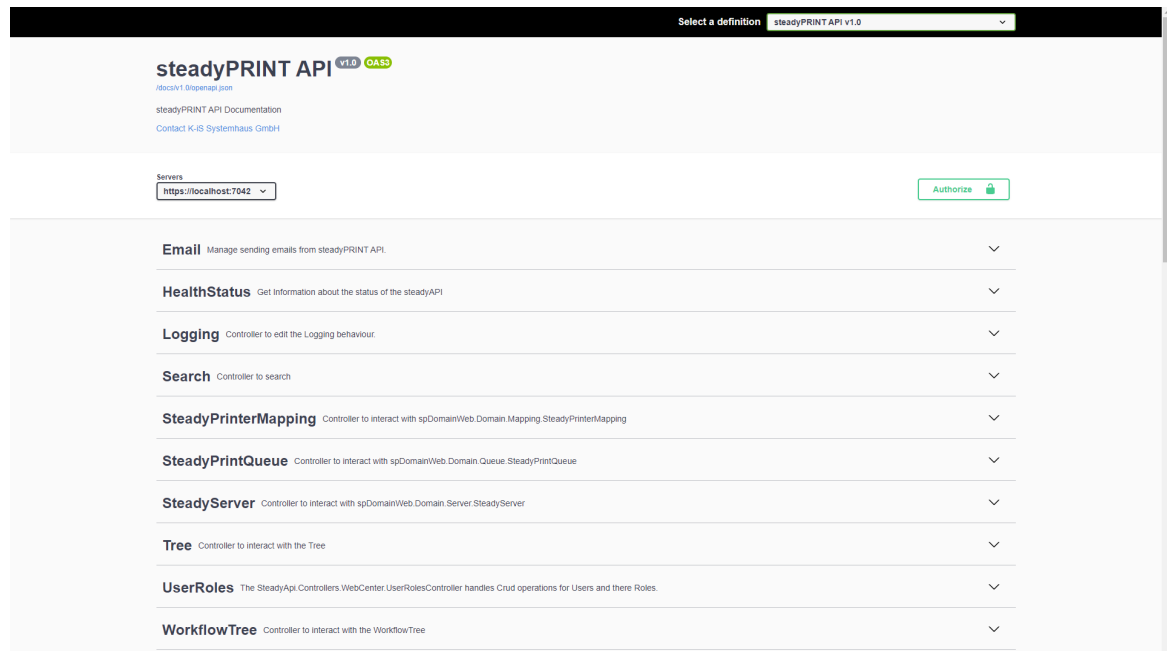 Select a definition steadyPRINT API v1.0
steadyPRINT API v1.0 OAS3
/docs/v1.0/openapi.json
steadyPRINT API Documentation
Contact K-iS Systemhaus GmbH
Servers
https://localhost:7042
Authorize
Email Manage sending emails from steadyPRINT API.
HealthStatus Get Information about the status of the steadyAPI
Logging Controller to edit the Logging behaviour.
Search Controller to search
SteadyPrinterMapping Controller to interact with spDomainWeb.Domain.Mapping.SteadyPrinterMapping
SteadyPrintQueue Controller to interact with spDomainWeb.Domain.Queue.SteadyPrintQueue
SteadyServer Controller to interact with spDomainWeb.Domain.Server.SteadyServer
Tree Controller to interact with the Tree
UserRoles The SteadyApi.Controllers.WebCenter.UserRolesController handles Crud operations for Users and there Roles.
WorkflowTree Controller to interact with the WorkflowTree